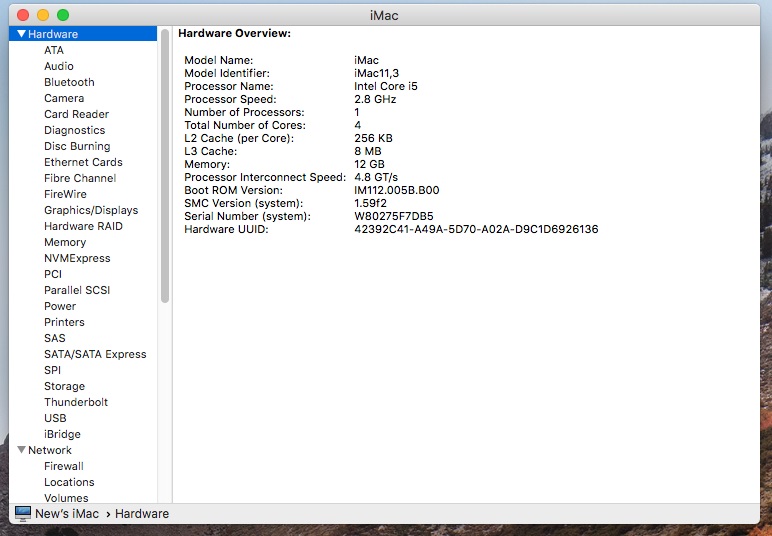 iMac
Hardware
ATA
Audio
Bluetooth
Camera
Card Reader
Diagnostics
Disc Burning
Ethernet Cards
Fibre Channel
FireWire
Graphics/Displays
Hardware RAID
Memory
NVMExpress
PCI
Parallel SCSI
Power
Printers
SAS
SATA/SATA Express
SPI
Storage
Thunderbolt
USB
iBridge
Network
Firewall
Locations
Volumes
Hardware Overview:
Model Name: iMac
Model Identifier: iMac11,3
Processor Name: Intel Core i5
Processor Speed: 2.8 GHz
Number of Processors: 1
Total Number of Cores: 4
L2 Cache (per Core): 256 KB
L3 Cache: 8 MB
Memory: 12 GB
Processor Interconnect Speed: 4.8 GT/s
Boot ROM Version: IM112.005B.B00
SMC Version (system): 1.59f2
Serial Number (system): W80275F7DB5
Hardware UUID: 42392C41-A49A-5D70-A02A-D9C1D6926136
New’s iMac › Hardware